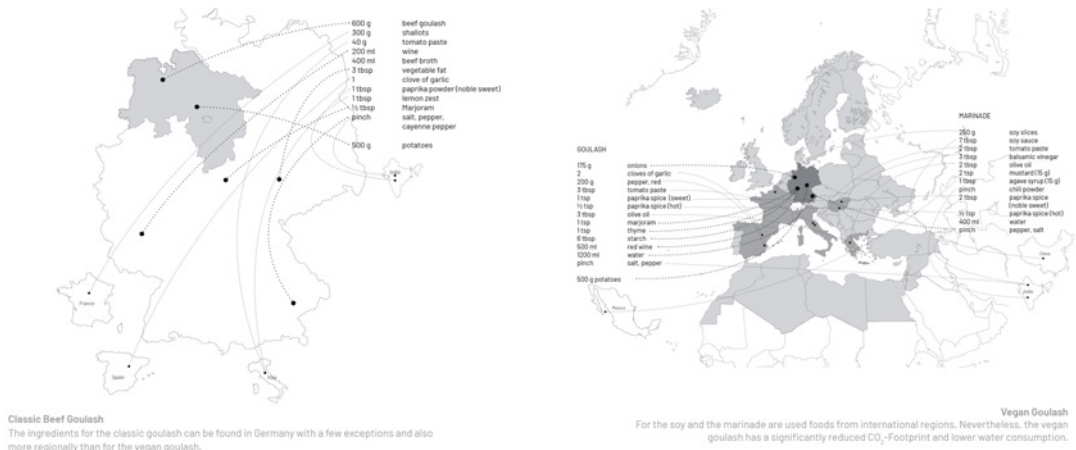 600 g beef goulash
300 g shallots
40 g tomato paste
200 ml wine
400 ml beef broth
3 tbsp vegetable fat
1 clove of garlic
1 tbsp paprika powder (noble sweet)
1 tbsp lemon zest
½ tbsp Marjoram
pinch salt, pepper,
cayenne pepper
500 g potatoes
India
France
Spain
Italy
Classic Beef Goulash
The ingredients for the classic goulash can be found in Germany with a few exceptions and also
more regionally than for the vegan goulash.
GOULASH
175 g onions
2 cloves of garlic
200 g pepper, red
3 tbsp tomato paste
1 tsp paprika spice (sweet)
½ tsp paprika spice (hot)
3 tbsp olive oil
1 tsp marjoram
1 tsp thyme
6 tbsp starch
500 ml red wine
1200 ml water
pinch salt, pepper
500 g potatoes
MARINADE
250 g soy slices
7 tbsp soy sauce
2 tbsp tomato paste
3 tbsp balsamic vinegar
2 tbsp olive oil
2 tsp mustard (15 g)
1 tbsp agave syrup (15 g)
pinch chili powder
2 tbsp paprika spice
(noble sweet)
½ tsp paprika spice (hot)
400 ml water
pinch pepper, salt
China
India
Mexico
Vegan Goulash
For the soy and the marinade are used foods from international regions. Nevertheless, the vegan
goulash has a significantly reduced CO₂-Footprint and lower water consumption.